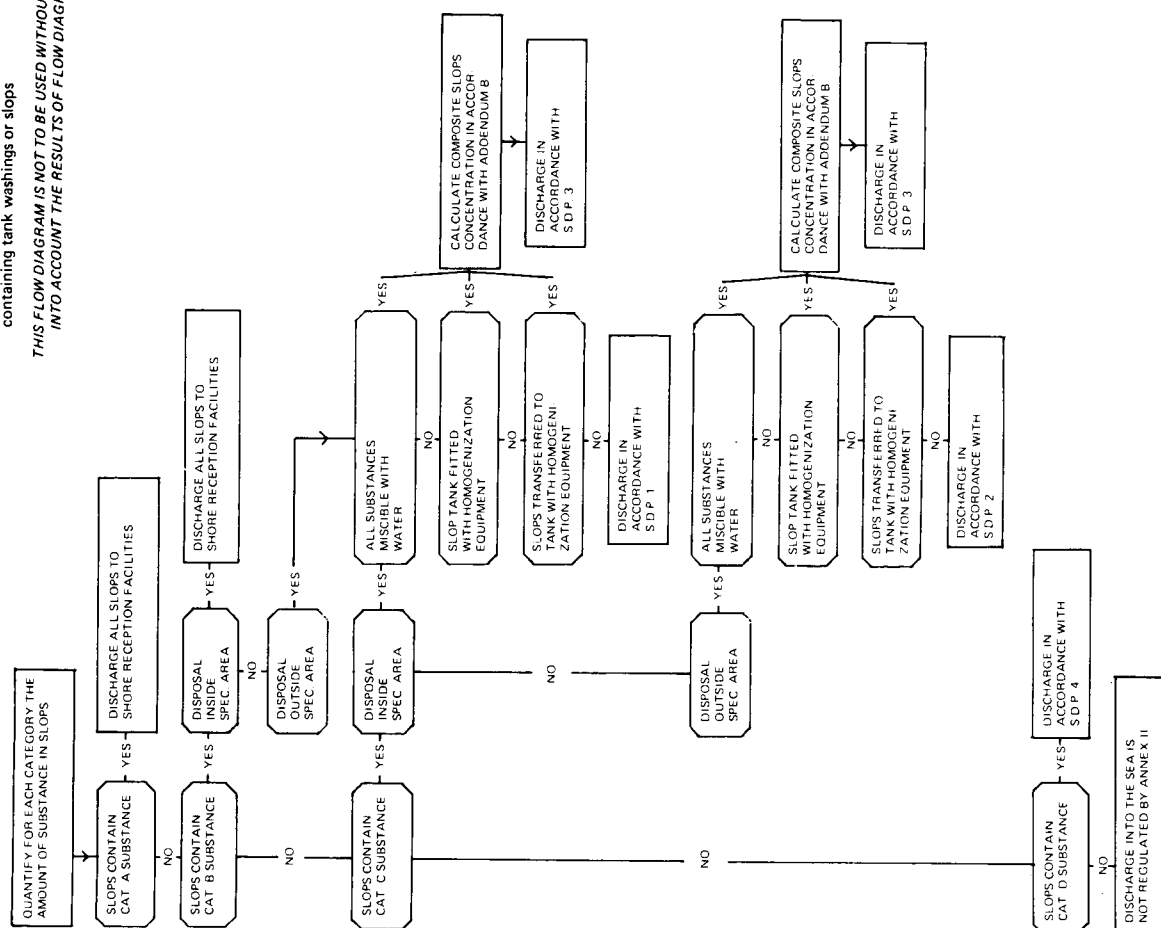 containing tank washings or slops
THIS FLOW DIAGRAM IS NOT TO BE USED WITHOU
INTO ACCOUNT THE RESULTS OF FLOW DIAGR
QUANTIFY FOR EACH CATEGORY THE
AMOUNT OF SUBSTANCE IN SLOPS
SLOPS CONTAIN
CAT A SUBSTANCE
YES
DISCHARGE ALL SLOPS TO
SHORE RECEPTION FACILITIES
NO
SLOPS CONTAIN
CAT B SUBSTANCE
YES
DISPOSAL
INSIDE
SPEC. AREA
YES
DISCHARGE ALL SLOPS TO
SHORE RECEPTION FACILITIES
NO
DISPOSAL
OUTSIDE
SPEC. AREA
YES
NO
SLOPS CONTAIN
CAT C SUBSTANCE
YES
DISPOSAL
INSIDE
SPEC. AREA
YES
ALL SUBSTANCES
MISCIBLE WITH
WATER
YES
NO
SLOP TANK FITTED
WITH HOMOGENIZATION
EQUIPMENT
YES
NO
SLOPS TRANSFERRED TO
TANK WITH HOMOGENI-
ZATION EQUIPMENT
YES
NO
DISCHARGE IN
ACCORDANCE WITH
S D P 1
CALCULATE COMPOSITE SLOPS
CONCENTRATION IN ACCOR-
DANCE WITH ADDENDUM B
DISCHARGE IN
ACCORDANCE WITH
S D P. 3
NO
DISPOSAL
OUTSIDE
SPEC AREA
YES
ALL SUBSTANCES
MISCIBLE WITH
WATER
YES
NO
SLOP TANK FITTED
WITH HOMOGENIZATION
EQUIPMENT
YES
NO
SLOPS TRANSFERRED TO
TANK WITH HOMOGENI-
ZATION EQUIPMENT
YES
NO
DISCHARGE IN
ACCORDANCE WITH
S D P 2
CALCULATE COMPOSITE SLOPS
CONCENTRATION IN ACCOR-
DANCE WITH ADDENDUM B
DISCHARGE IN
ACCORDANCE WITH
S D P. 3
NO
SLOPS CONTAIN
CAT D SUBSTANCE
YES
DISCHARGE IN
ACCORDANCE WITH
S D P 4
NO
DISCHARGE INTO THE SEA IS
NOT REGULATED BY ANNEX II